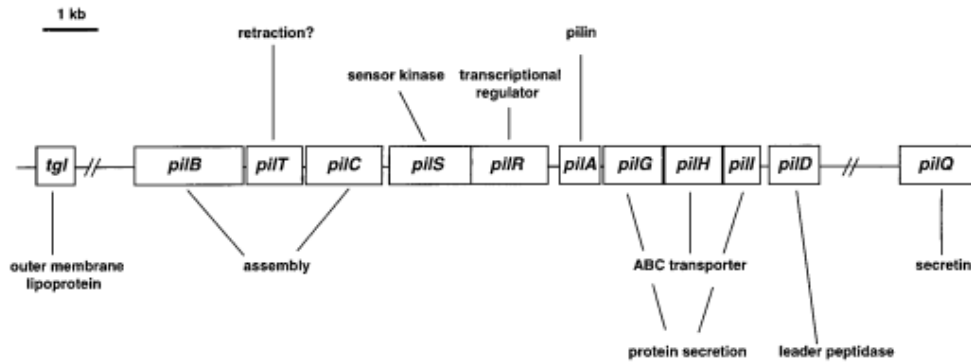 1 kb
retraction?
pilin
sensor kinase transcriptional
regulator
tgl // pilB pilT pilC pilS pilR pilA pilG pilH pilI pilD // pilQ
outer membrane
lipoprotein
assembly
ABC transporter
secretin
protein secretion
leader peptidase